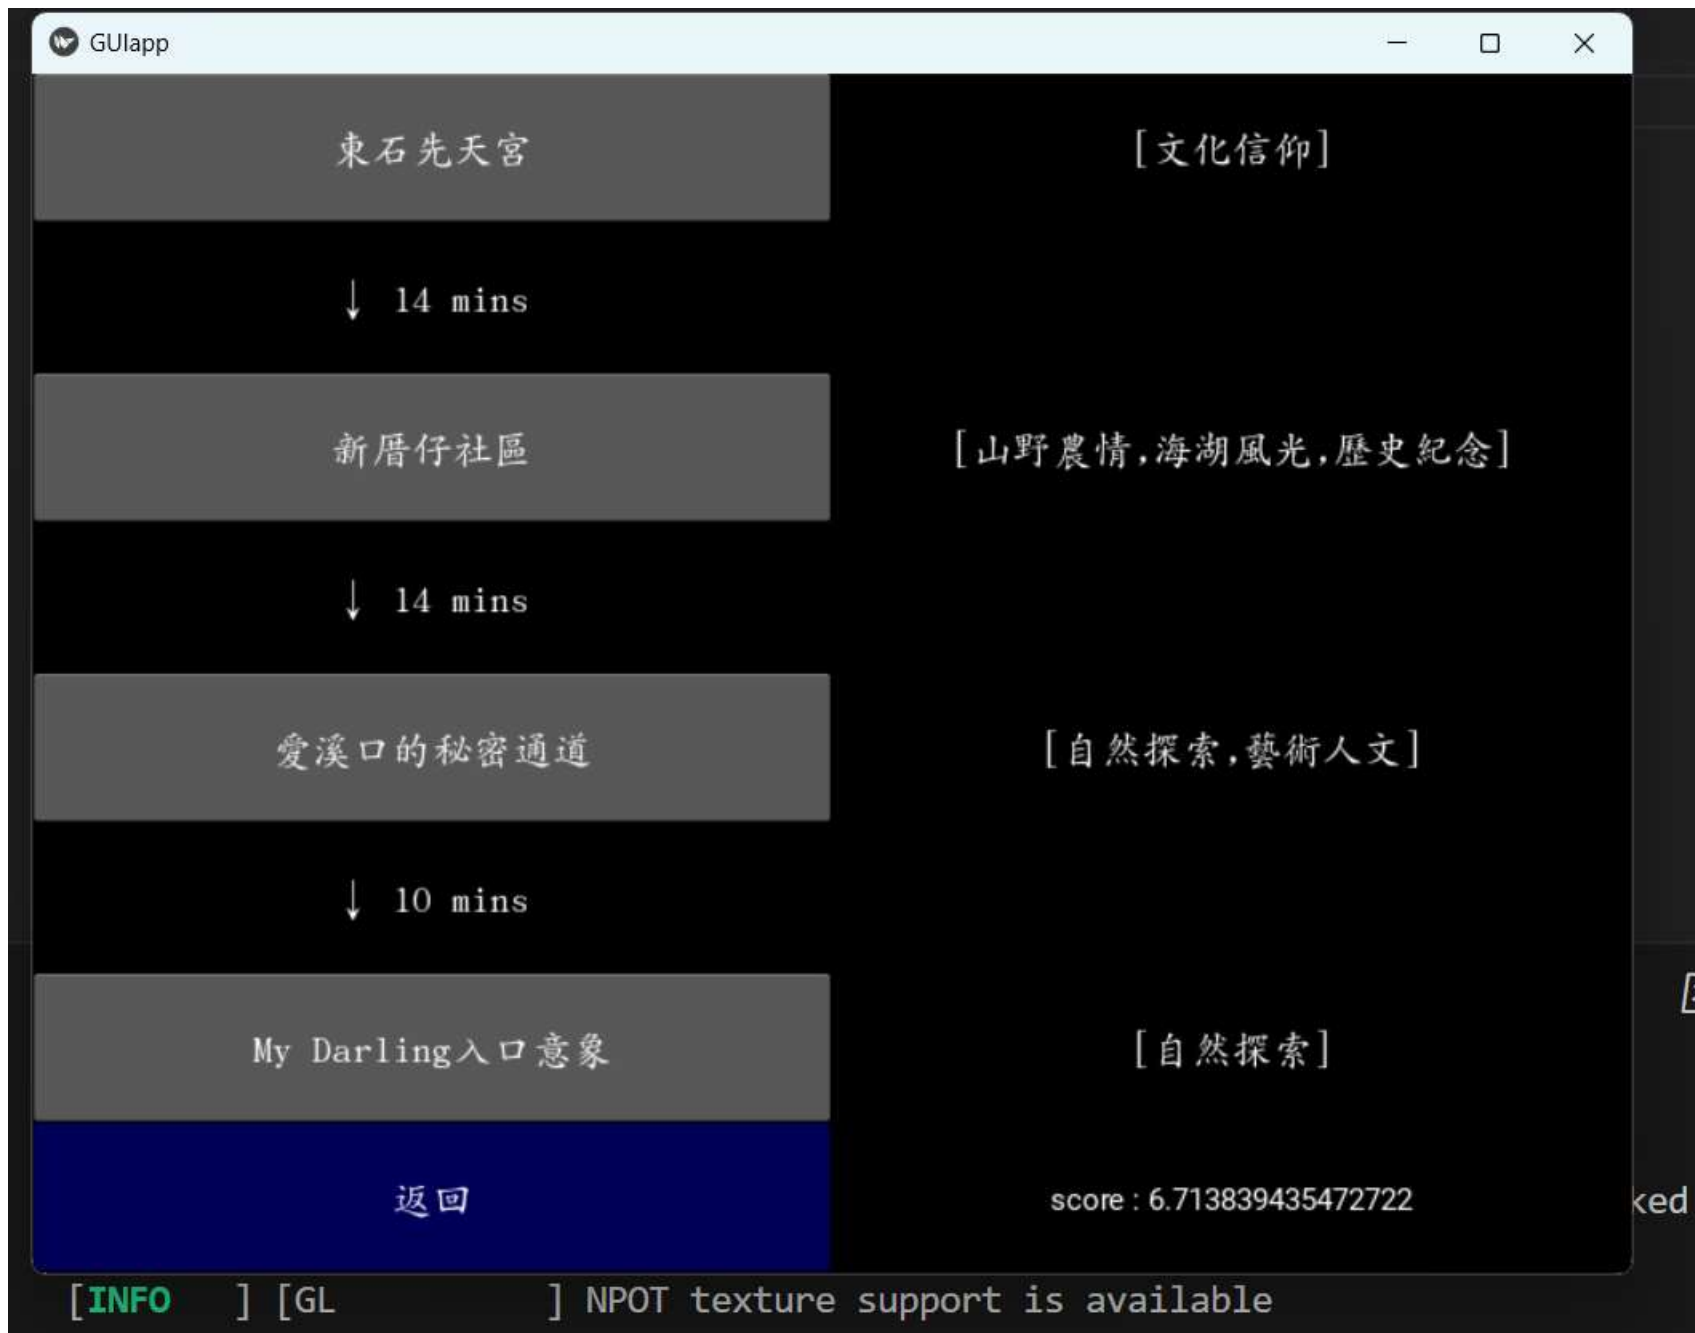 GUIapp
東石先天宮 [文化信仰]
↓ 14 mins
新厝仔社區 [山野農情,海湖風光,歷史紀念]
↓ 14 mins
愛溪口的秘密通道 [自然探索,藝術人文]
↓ 10 mins
My Darling入口意象 [自然探索]
返回 score : 6.713839435472722
ked
[INFO ] [GL ] NPOT texture support is available